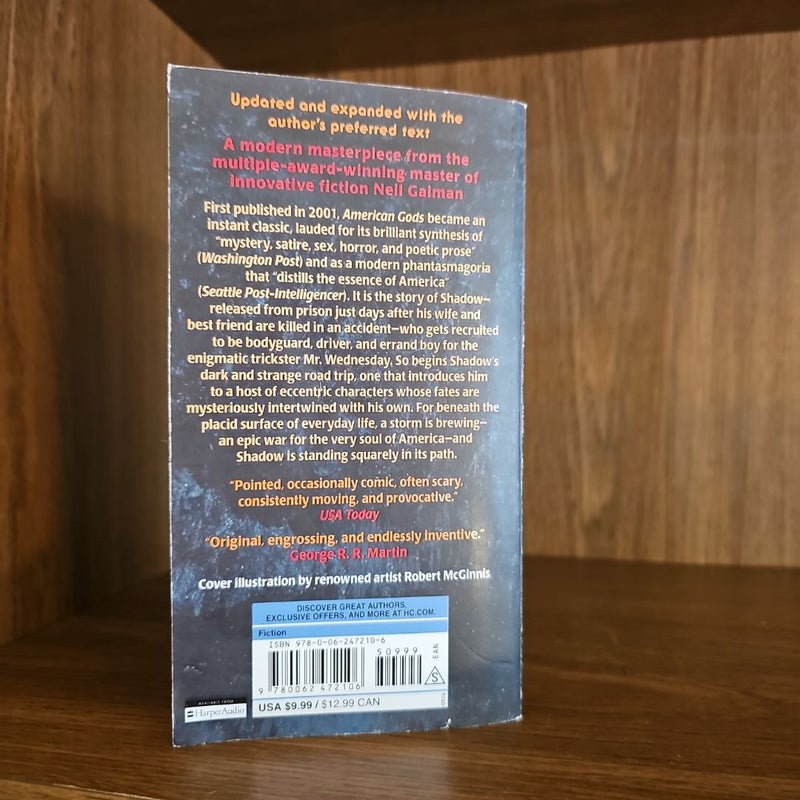 Updated and expanded with the
author's preferred text
A modern masterpiece from the
multiple-award-winning master of
innovative fiction Neil Gaiman
First published in 2001, American Gods became an
instant classic, lauded for its brilliant synthesis of
"mystery, satire, sex, horror, and poetic prose"
(Washington Post) and as a modern phantasmagoria
that "distills the essence of America"
(Seattle Post-Intelligencer). It is the story of Shadow—
released from prison just days after his wife and
best friend are killed in an accident—who gets recruited
to be bodyguard, driver, and errand boy for the
enigmatic trickster Mr. Wednesday. So begins Shadow's
dark and strange road trip, one that introduces him
to a host of eccentric characters whose fates are
mysteriously intertwined with his own. For beneath the
placid surface of everyday life, a storm is brewing—
an epic war for the very soul of America—and
Shadow is standing squarely in its path.
"Pointed, occasionally comic, often scary,
consistently moving, and provocative."
USA Today
"Original, engrossing, and endlessly inventive."
George R. R. Martin
Cover illustration by renowned artist Robert McGinnis
DISCOVER GREAT AUTHORS,
EXCLUSIVE OFFERS, AND MORE AT HC.COM.
Fiction
ISBN 978-0-06-247210-6
50999
EAN
S
9 780062 472106
USA $9.99 / $12.99 CAN
AVAILABLE FROM
HarperAudio